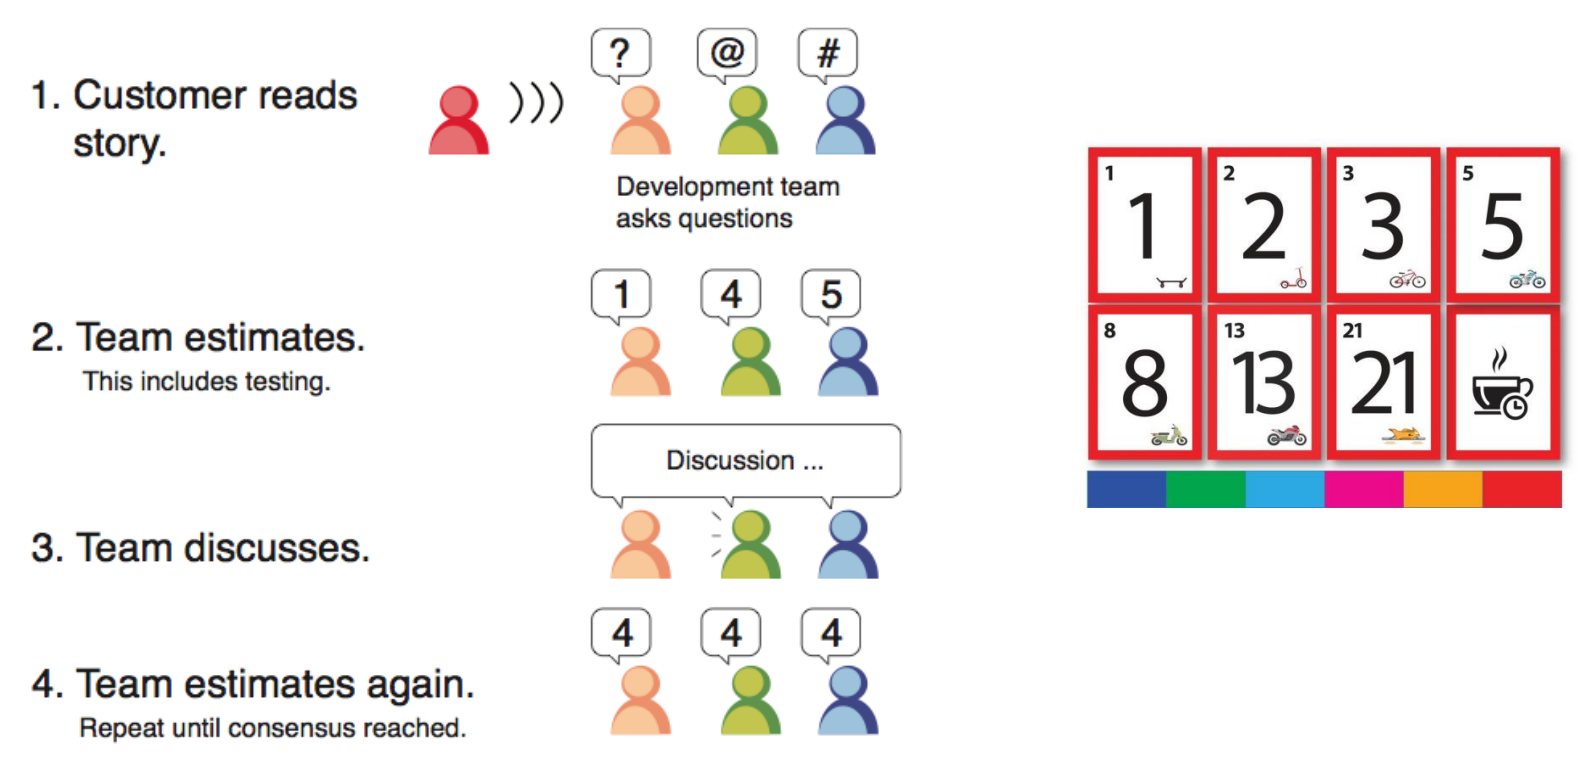 ?
@
#
1. Customer reads
story.
Development team
asks questions
1
4
5
2. Team estimates.
This includes testing.
Discussion ...
3. Team discusses.
4
4
4
4. Team estimates again.
Repeat until consensus reached.
1
1
2
2
3
3
5
5
8
8
13
13
21
21